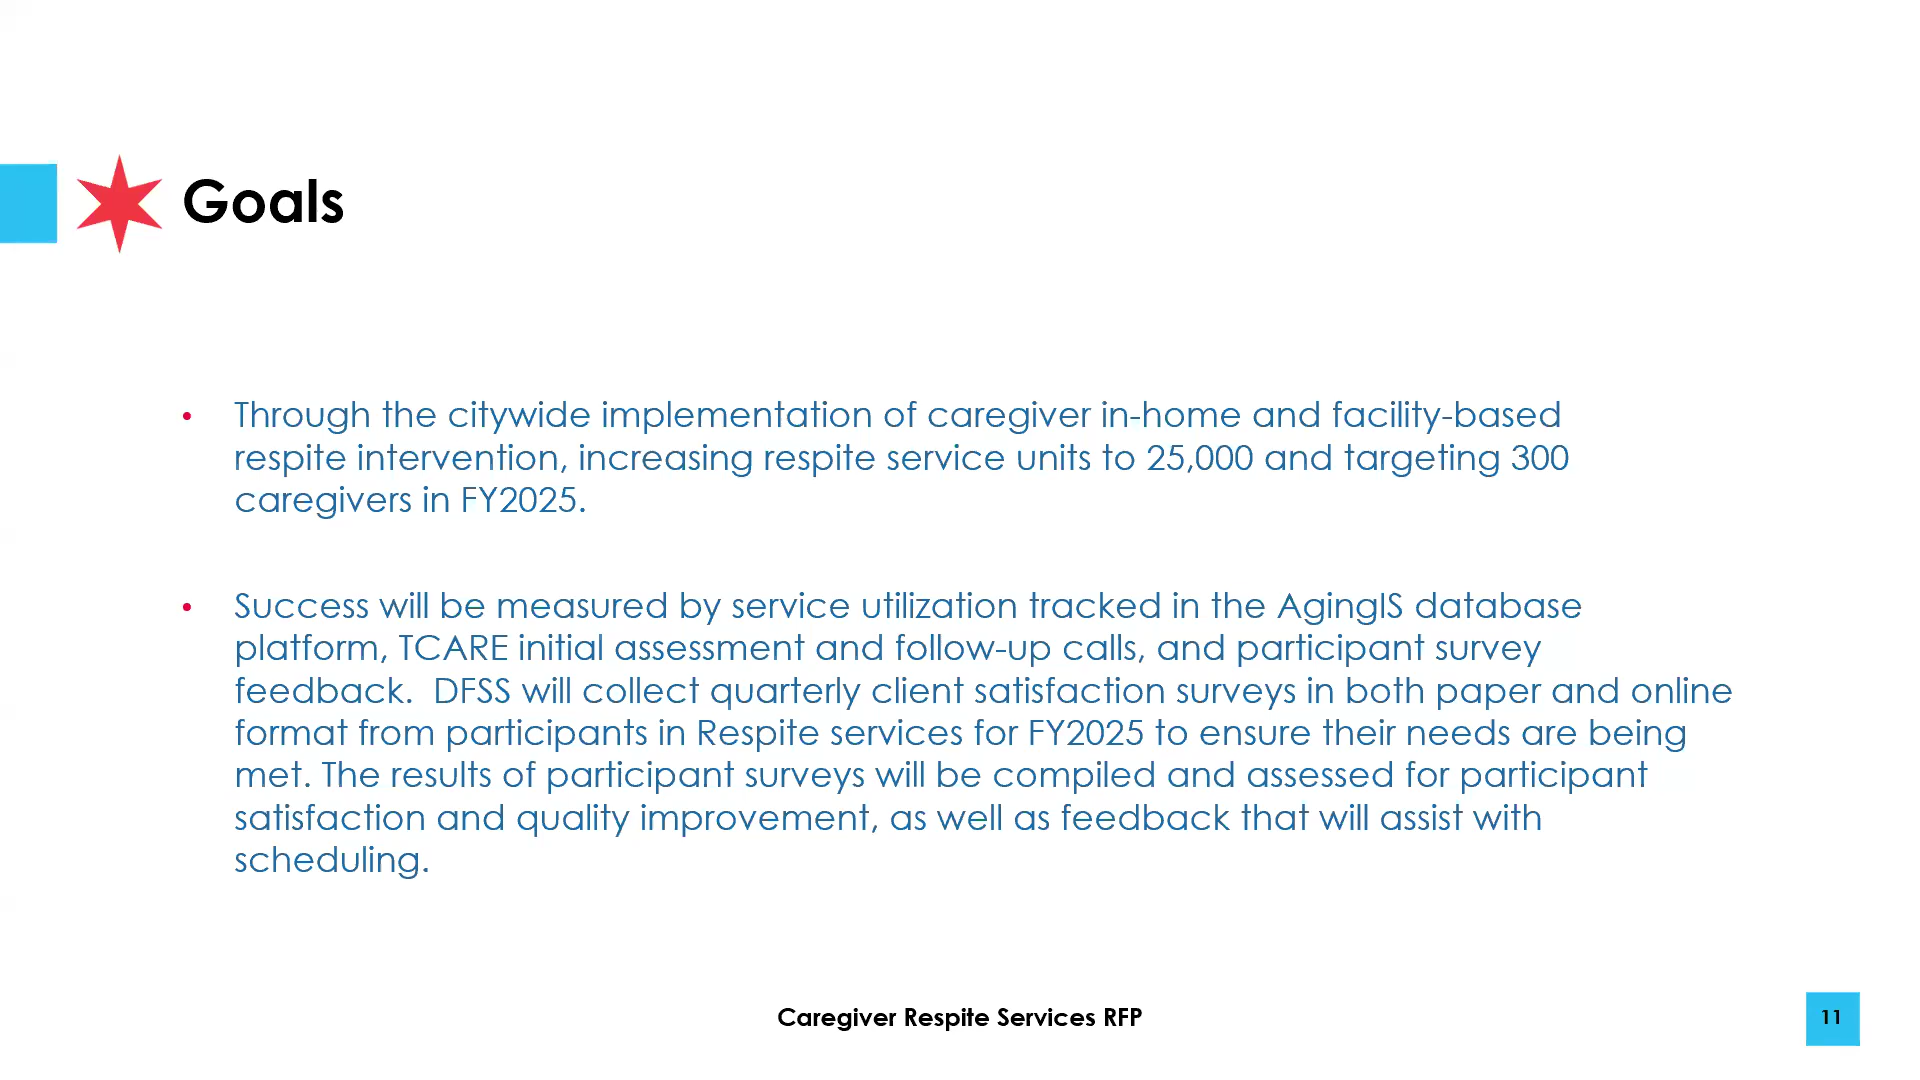 Goals
• Through the citywide implementation of caregiver in-home and facility-based
respite intervention, increasing respite service units to 25,000 and targeting 300
caregivers in FY2025.
• Success will be measured by service utilization tracked in the AgingIS database
platform, TCARE initial assessment and follow-up calls, and participant survey
feedback.  DFSS will collect quarterly client satisfaction surveys in both paper and online
format from participants in Respite services for FY2025 to ensure their needs are being
met. The results of participant surveys will be compiled and assessed for participant
satisfaction and quality improvement, as well as feedback that will assist with
scheduling.
Caregiver Respite Services RFP
11